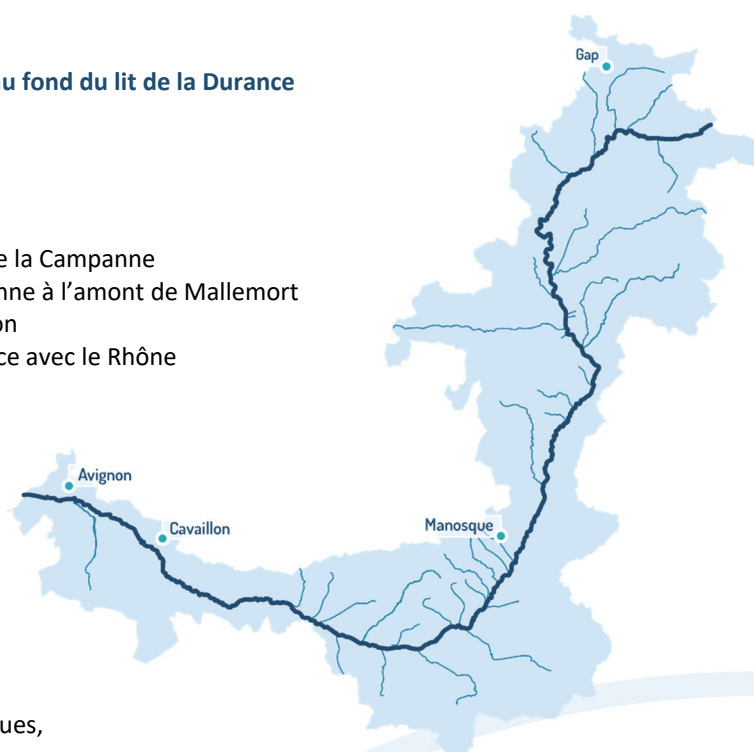 u fond du lit de la Durance
Gap
e la Campanne
nne à l’amont de Mallemort
on
ce avec le Rhône
Avignon
Cavaillon
Manosque
ues,